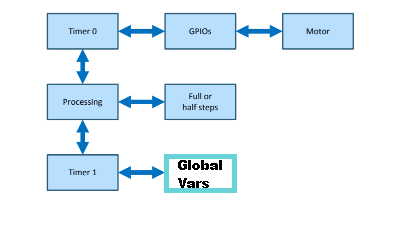 Timer 0
GPIOs
Motor
Processing
Full or
half steps
Timer 1
Global
Vars